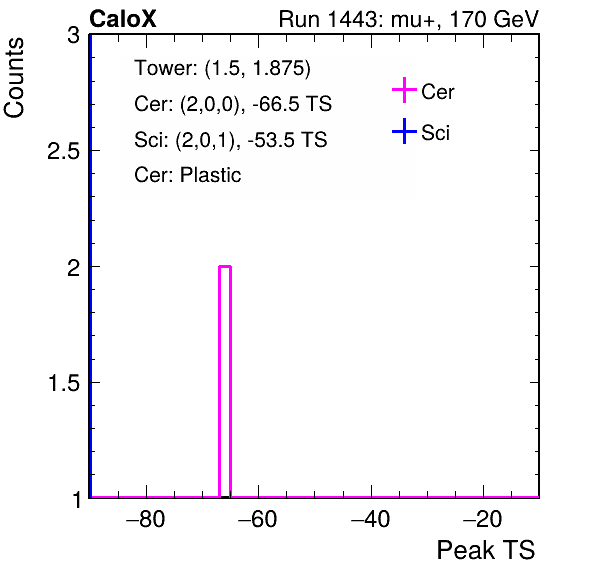 CaloX Run 1443: mu+, 170 GeV
Counts
3
2.5
2
1.5
1
Tower: (1.5, 1.875)
Cer: (2,0,0), -66.5 TS
Sci: (2,0,1), -53.5 TS
Cer: Plastic
Cer
Sci
−80 −60 −40 −20
Peak TS